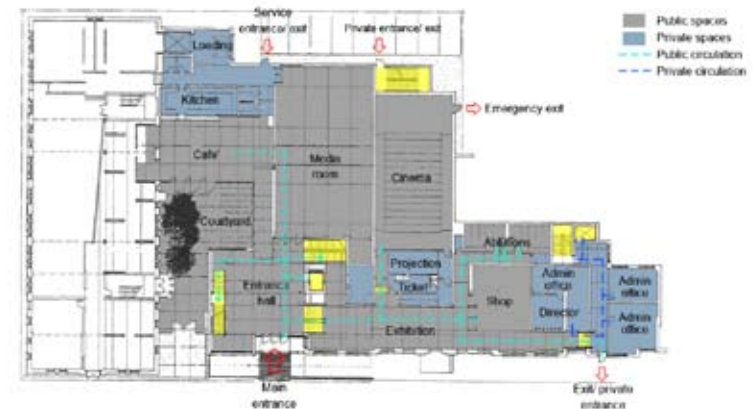 Service
entrance/ exit
Private entrance/ exit
Public spaces
Private spaces
Public circulation
Private circulation
Loading
Kitchen
Emergency exit
Cafe'
Media
room
Cinema
Courtyard
Ablutions
Projection
Ticket
Entrance
hall
Shop
Admin
office
Admin
office
Director
Admin
office
Exhibition
Main
entrance
Exit/ private
entrance